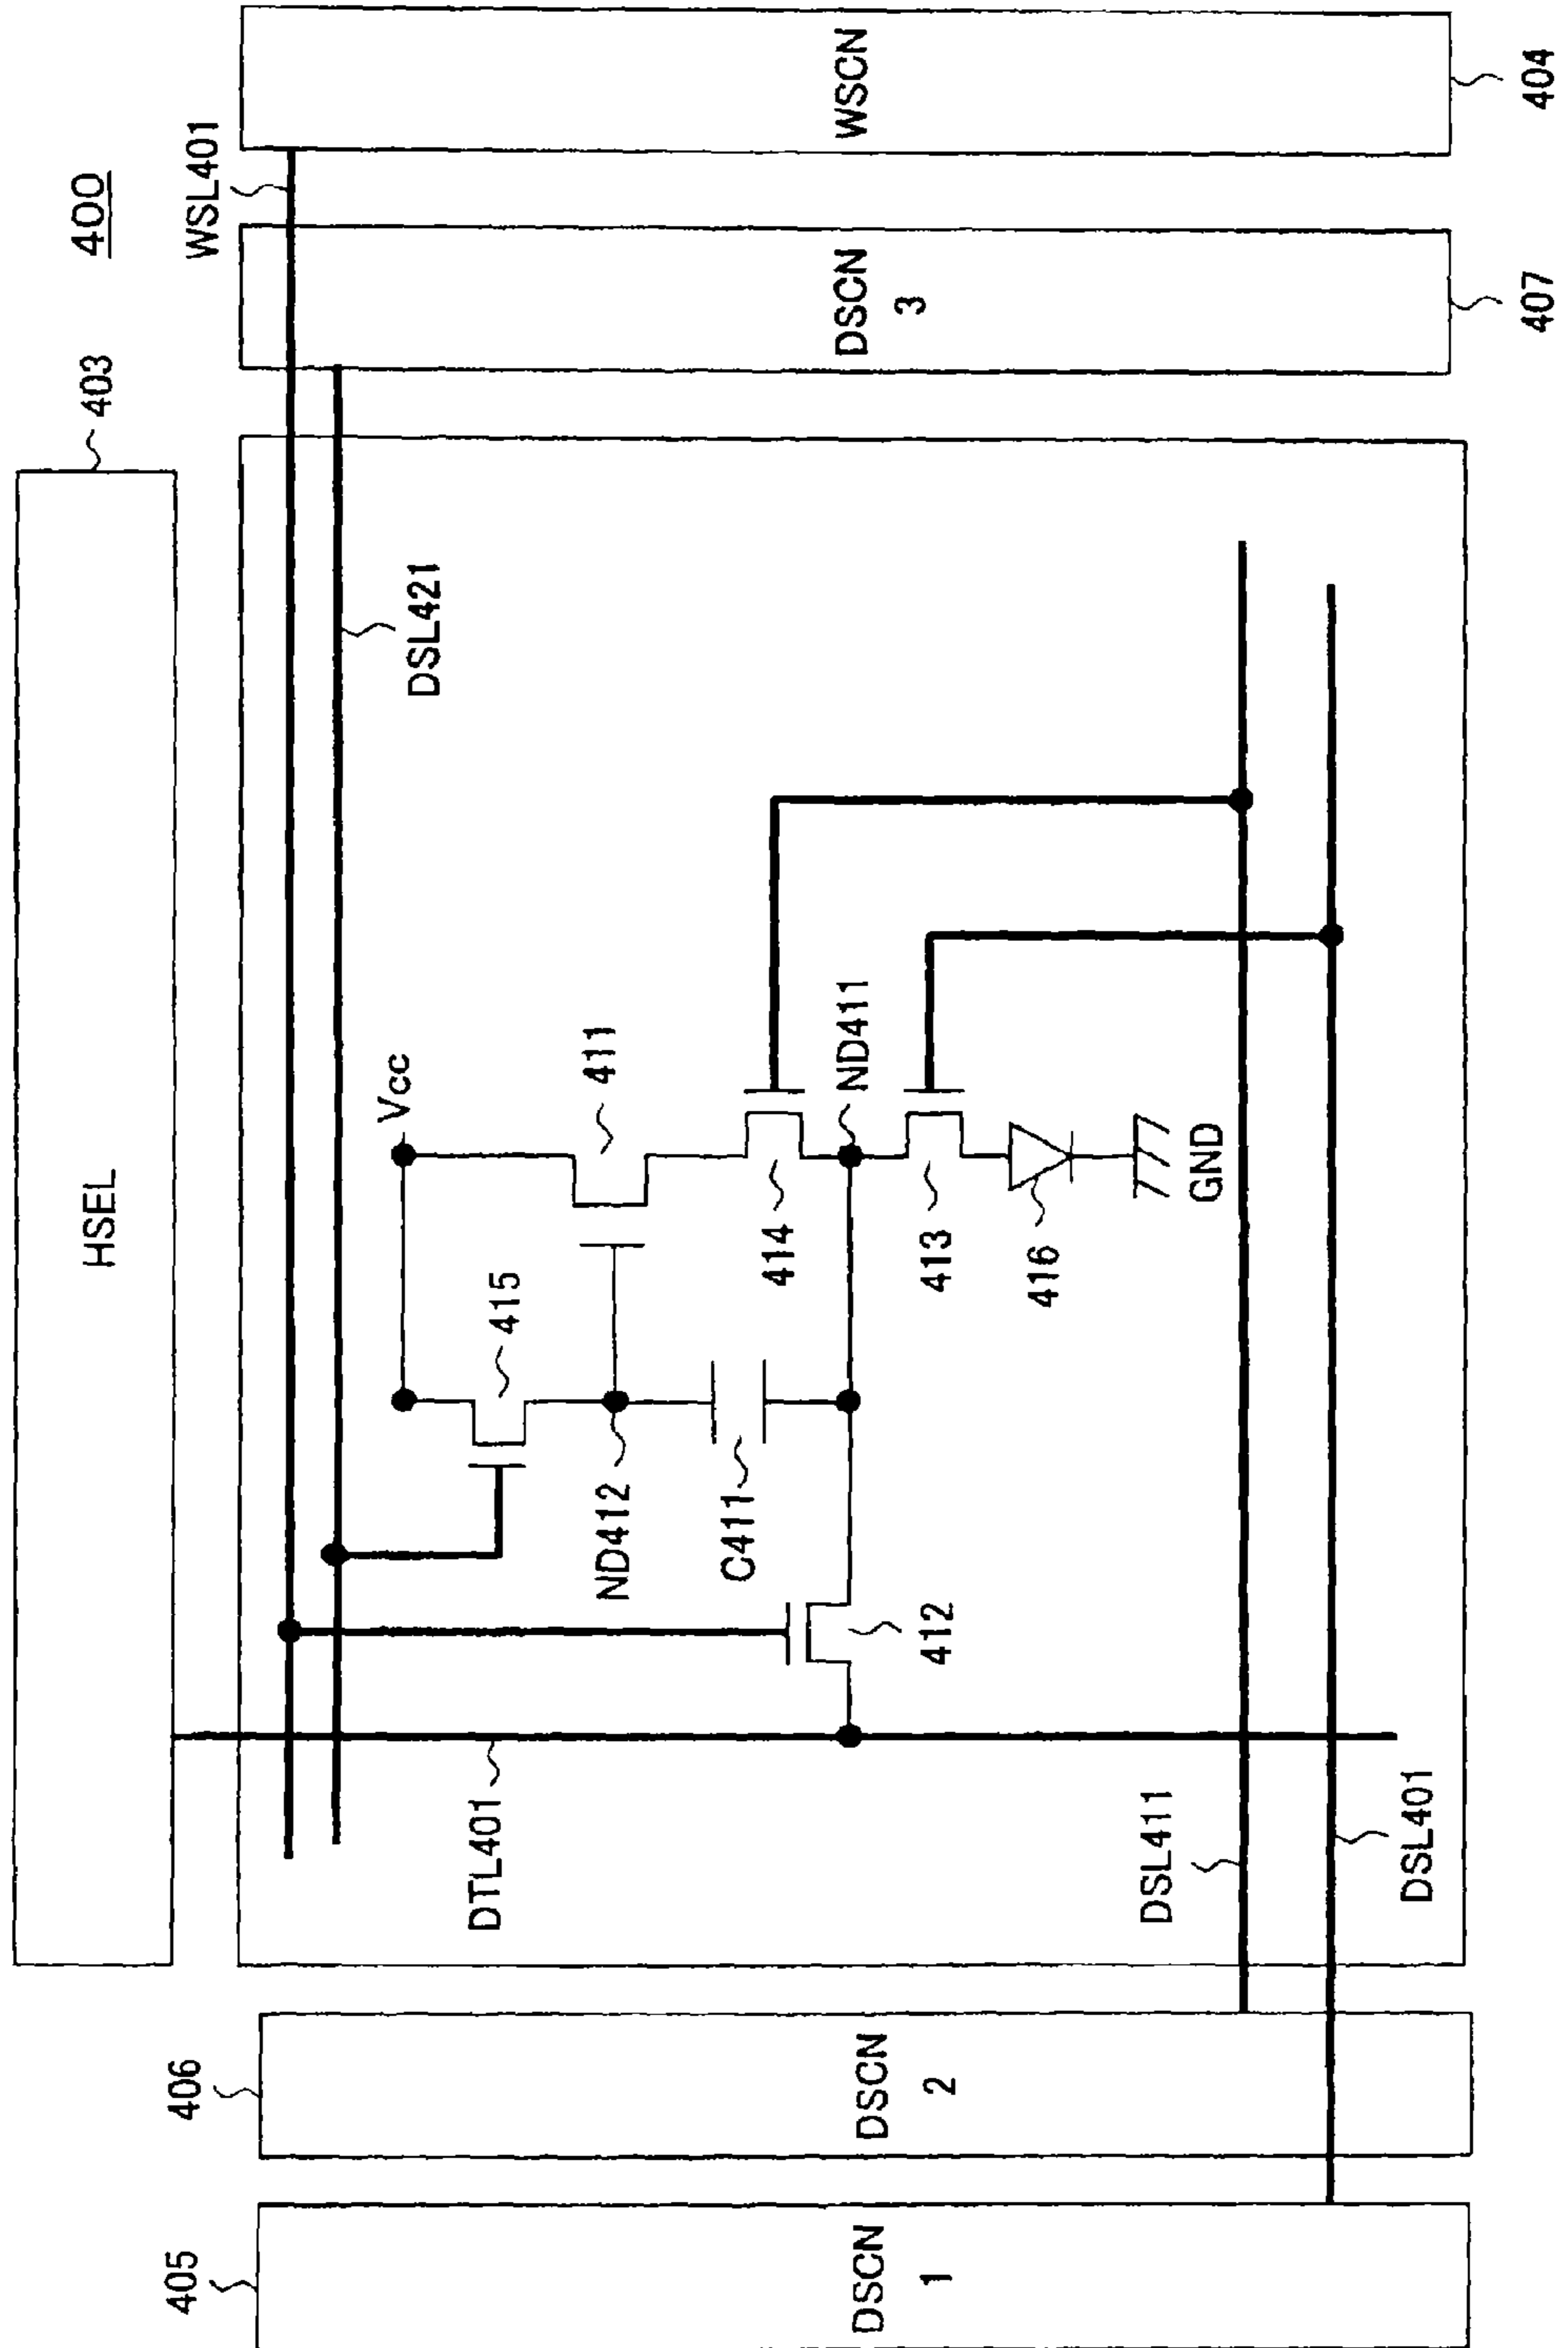 400
HSEL
403
WSL401
DSL421
Vcc
415
411
ND412
C411
414
ND411
412
413
416
GND
DTL401
DSL411
DSL401
405
DSCN
1
406
DSCN
2
DSCN
3
407
WSCN
404